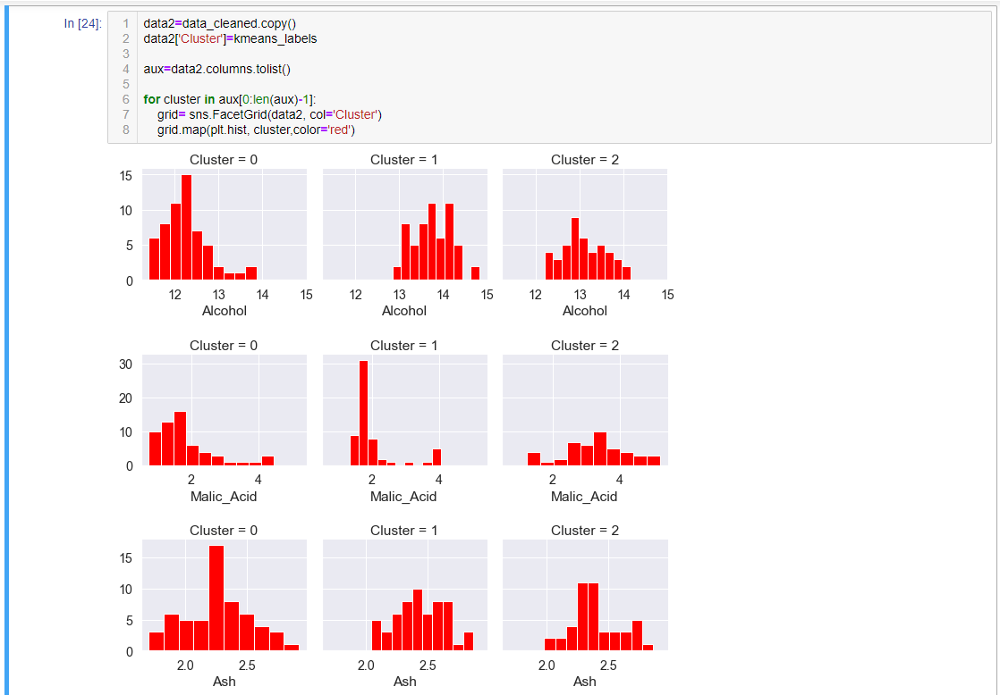 In [24]:
1 data2=data_cleaned.copy()
2 data2['Cluster']=kmeans_labels
3
4 aux=data2.columns.tolist()
5
6 for cluster in aux[0:len(aux)-1]:
7     grid= sns.FacetGrid(data2, col='Cluster')
8     grid.map(plt.hist, cluster,color='red')
Cluster = 0 Cluster = 1 Cluster = 2
15
10
5
0
12 13 14 15 12 13 14 15 12 13 14 15
Alcohol Alcohol Alcohol
Cluster = 0 Cluster = 1 Cluster = 2
30
20
10
0
2 4 2 4 2 4
Malic_Acid Malic_Acid Malic_Acid
Cluster = 0 Cluster = 1 Cluster = 2
15
10
5
0
2.0 2.5 2.0 2.5 2.0 2.5
Ash Ash Ash